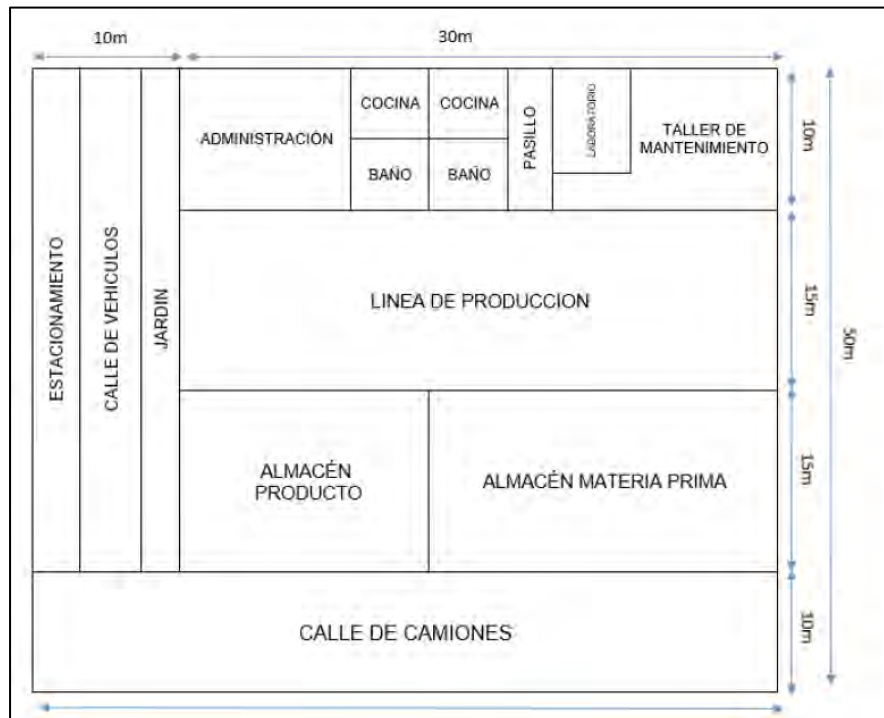 10m
30m
ADMINISTRACIÓN
COCINA
COCINA
BAÑO
BAÑO
PASILLO
LABORATORIO
TALLER DE
MANTENIMIENTO
10m
ESTACIONAMIENTO
CALLE DE VEHICULOS
JARDIN
LINEA DE PRODUCCION
15m
50m
ALMACÉN
PRODUCTO
ALMACÉN MATERIA PRIMA
15m
CALLE DE CAMIONES
10m